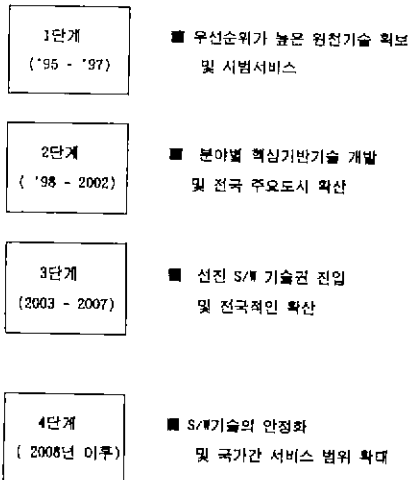 1단계
('95 - '97)
■ 우선순위가 높은 원천기술 확보
및 시범서비스
2단계
( '98 - 2002)
■ 분야별 핵심기반기술 개발
및 전국 주요도시 확산
3단계
(2003 - 2007)
■ 선진 S/W 기술권 진입
및 전국적인 확산
4단계
( 2008년 이후)
■ S/W기술의 안정화
및 국가간 서비스 범위 확대